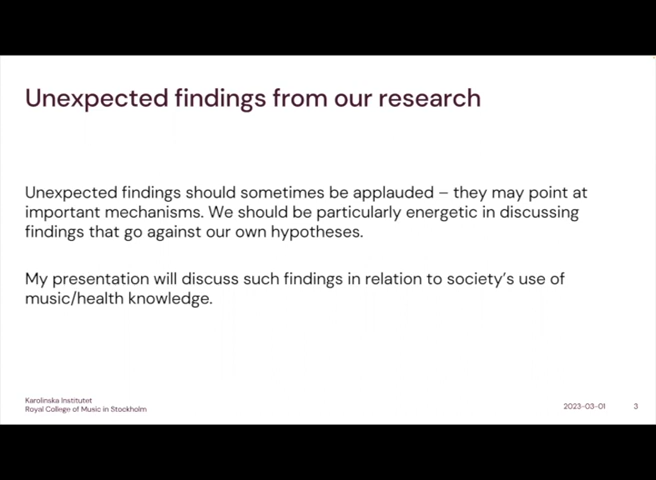 Unexpected findings from our research
Unexpected findings should sometimes be applauded – they may point at
important mechanisms. We should be particularly energetic in discussing
findings that go against our own hypotheses.
My presentation will discuss such findings in relation to society’s use of
music/health knowledge.
Karolinska Institutet
Royal College of Music in Stockholm
2023-03-01
3